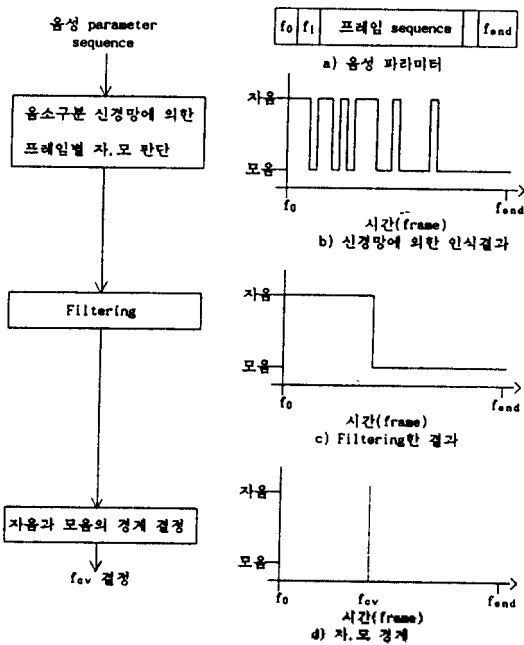 음성 parameter
sequence
음소구분 신경망에 의한
프레임별 자.모 판단
Filtering
자음과 모음의 경계 결정
fcv 결정
f0 f1 프레임 sequence fend
a) 음성 파라미터
자음
모음
f0 fend
시간(frame)
b) 신경망에 의한 인식결과
자음
모음
f0 fend
시간(frame)
c) Filtering한 결과
자음
모음
f0 fcv fend
시간(frame)
d) 자.모 경계